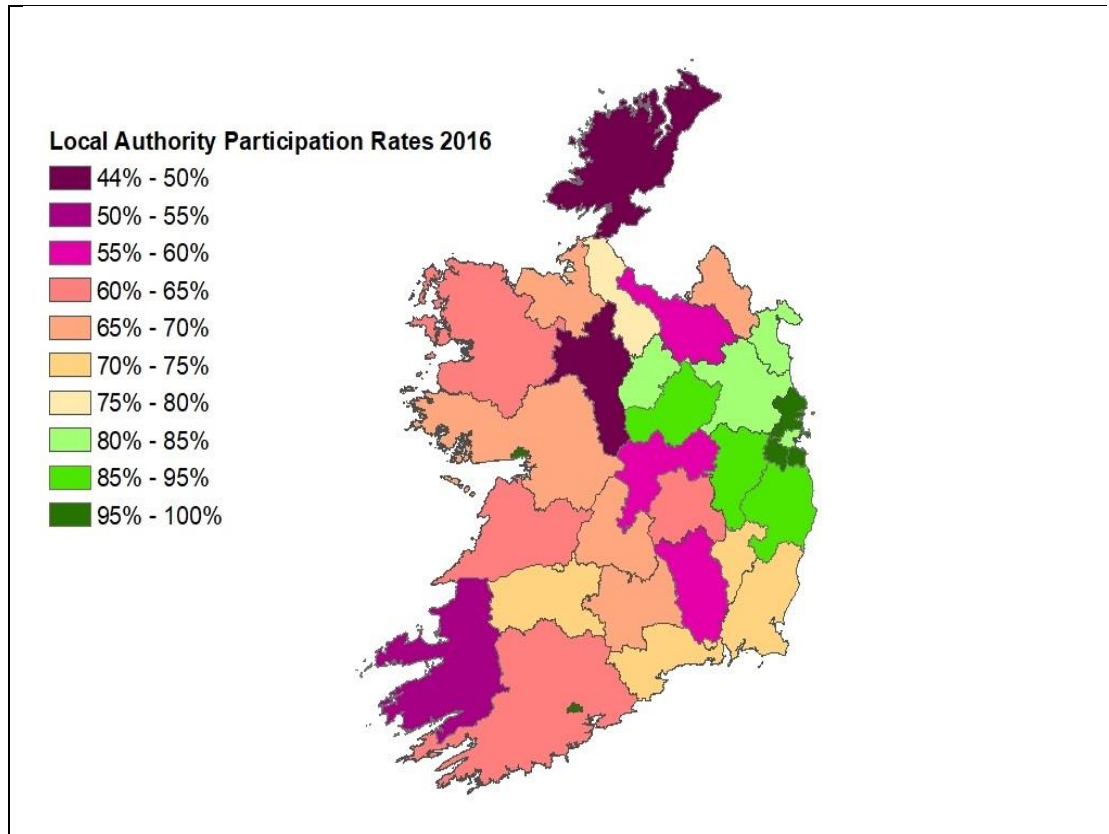 Local Authority Participation Rates 2016
44% - 50%
50% - 55%
55% - 60%
60% - 65%
65% - 70%
70% - 75%
75% - 80%
80% - 85%
85% - 95%
95% - 100%